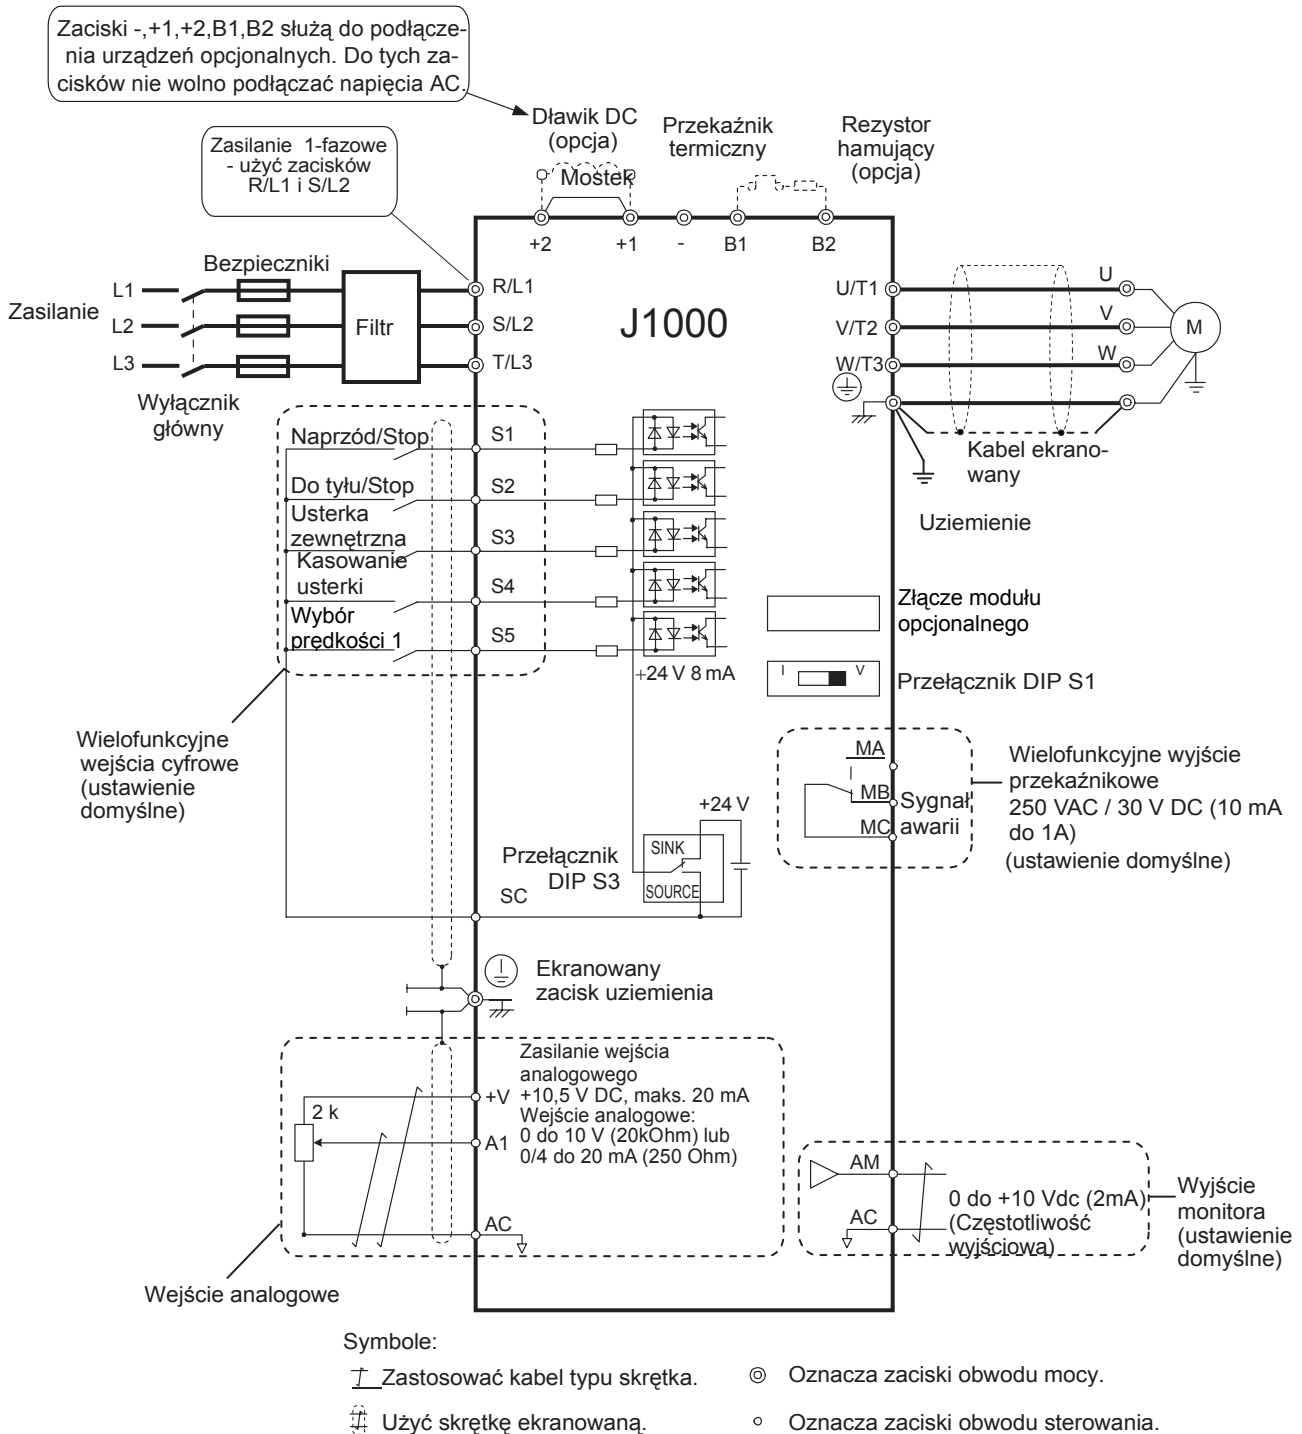 Zaciski -,+1,+2,B1,B2 służą do podłącze-
nia urządzeń opcjonalnych. Do tych za-
cisków nie wolno podłączać napięcia AC.
Dławik DC
(opcja)
Mostek
Przekaźnik
termiczny
Rezystor
hamujący
(opcja)
Zasilanie 1-fazowe
- użyć zacisków
R/L1 i S/L2
+2 +1 - B1 B2
Bezpieczniki
Zasilanie
L1
L2
L3
Filtr
Wyłącznik
główny
R/L1
S/L2
T/L3
J1000
U/T1
V/T2
W/T3
U
V
W
M
Kabel ekrano-
wany
Uziemienie
Naprzód/Stop
S1
Do tyłu/Stop
S2
Usterka
zewnętrzna
S3
Kasowanie
usterki
S4
Wybór
prędkości 1
S5
+24 V 8 mA
Złącze modułu
opcjonalnego
I V
Przełącznik DIP S1
Wielofunkcyjne
wejścia cyfrowe
(ustawienie
domyślne)
MA
MB
MC
Sygnał
awarii
Wielofunkcyjne wyjście
przekaźnikowe
250 VAC / 30 V DC (10 mA
do 1A)
(ustawienie domyślne)
+24 V
Przełącznik
DIP S3
SINK
SOURCE
SC
Ekranowany
zacisk uziemienia
Zasilanie wejścia
analogowego
+10,5 V DC, maks. 20 mA
Wejście analogowe:
0 do 10 V (20kOhm) lub
0/4 do 20 mA (250 Ohm)
2 k
+V
A1
AC
Wejście analogowe
AM
AC
0 do +10 Vdc (2mA)
(Częstotliwość
wyjściowa)
Wyjście
monitora
(ustawienie
domyślne)
Symbole:
Zastosować kabel typu skrętka.
Oznacza zaciski obwodu mocy.
Użyć skrętkę ekranowaną.
Oznacza zaciski obwodu sterowania.